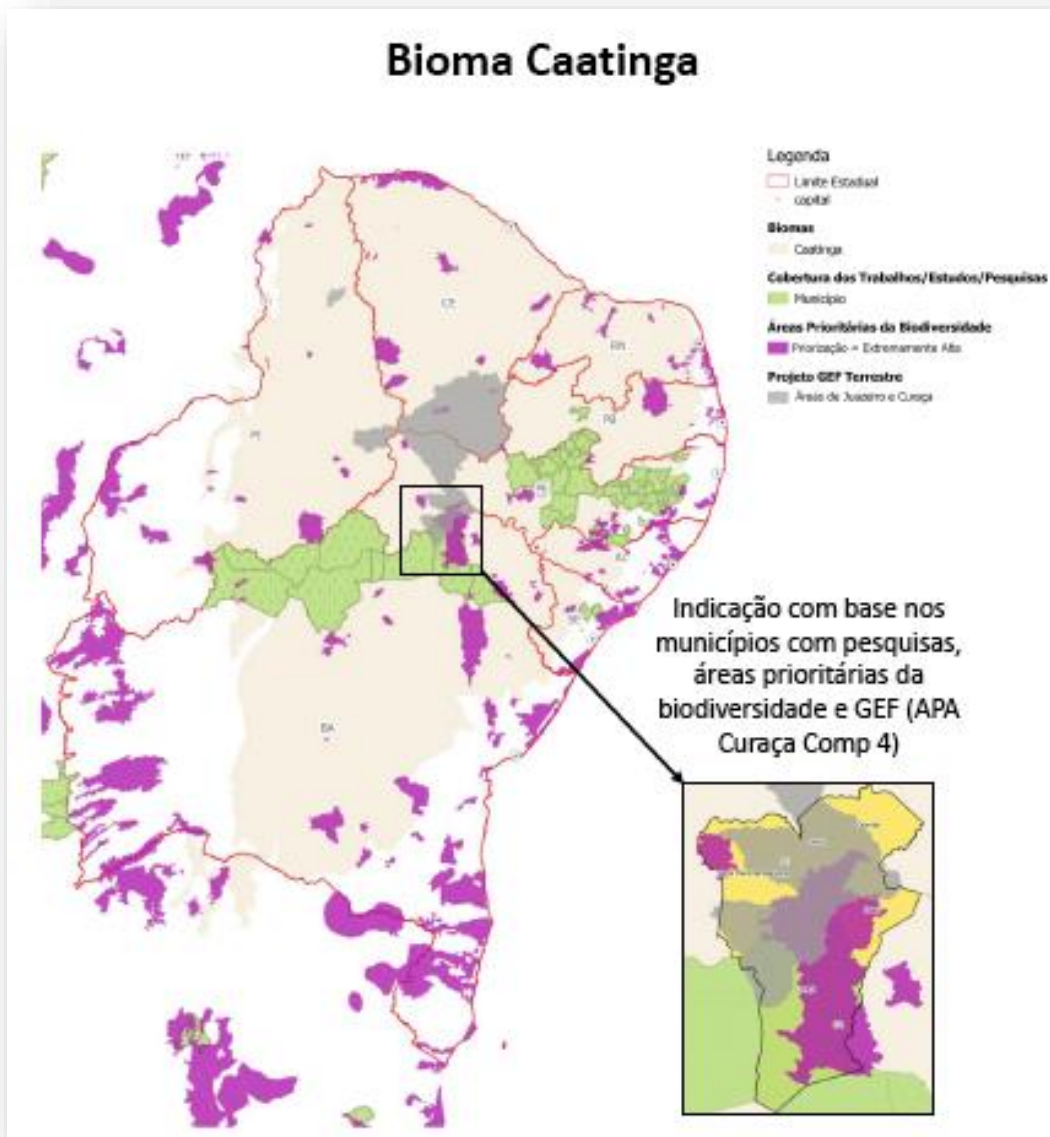 Bioma Caatinga
Legenda
Limite Estadual
capital
Biomas
Caatinga
Cobertura dos Trabalhos/Estudos/Pesquisas
Município
Áreas Prioritárias da Biodiversidade
Priorização = Extremamente Alta
Projeto GEF Terrestre
Áreas de Juazeiro e Curaça
CE
RN
PB
PI
PE
AL
SE
BA
Indicação com base nos
municípios com pesquisas,
áreas prioritárias da
biodiversidade e GEF (APA
Curaça Comp 4)